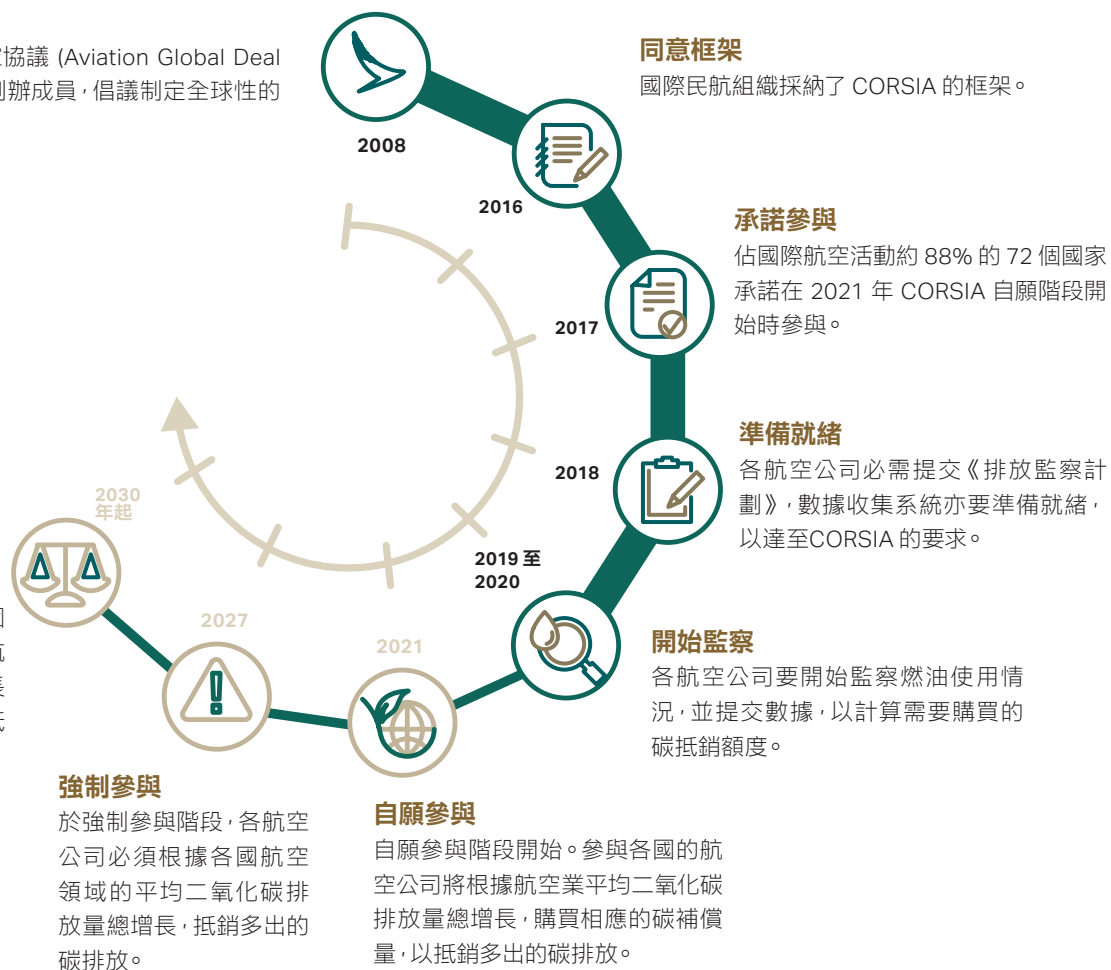 協議 (Aviation Global Deal
辦成員，倡議制定全球性的
2008
同意框架
國際民航組織採納了 CORSIA 的框架。
2016
承諾參與
佔國際航空活動約 88% 的 72 個國家
承諾在 2021 年 CORSIA 自願階段開
始時參與。
2017
準備就緒
各航空公司必需提交《排放監察計
劃》，數據收集系統亦要準備就緒，
以達至CORSIA 的要求。
2018
2019 至
2020
開始監察
各航空公司要開始監察燃油使用情
況，並提交數據，以計算需要購買的
碳抵銷額度。
2021
自願參與
自願參與階段開始。參與各國的航
空公司將根據航空業平均二氧化碳
排放量總增長，購買相應的碳補償
量，以抵銷多出的碳排放。
2027
強制參與
於強制參與階段，各航空
公司必須根據各國航空
領域的平均二氧化碳排
放量總增長，抵銷多出的
碳排放。
2030
年起